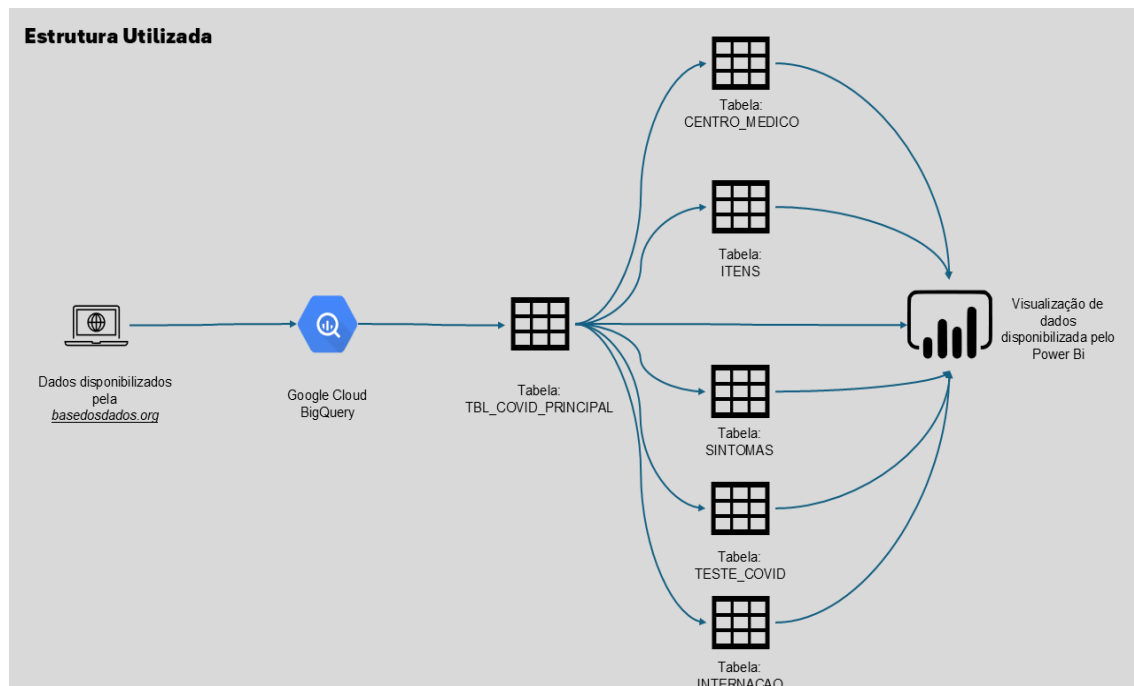 Estrutura Utilizada
Tabela:
CENTRO_MEDICO
Tabela:
ITENS
Dados disponibilizados
pela
basedosdados.org
Google Cloud
BigQuery
Tabela:
TBL_COVID_PRINCIPAL
Visualização de
dados
disponibilizada pelo
Power Bi
Tabela:
SINTOMAS
Tabela:
TESTE_COVID
Tabela:
INTERNACAO